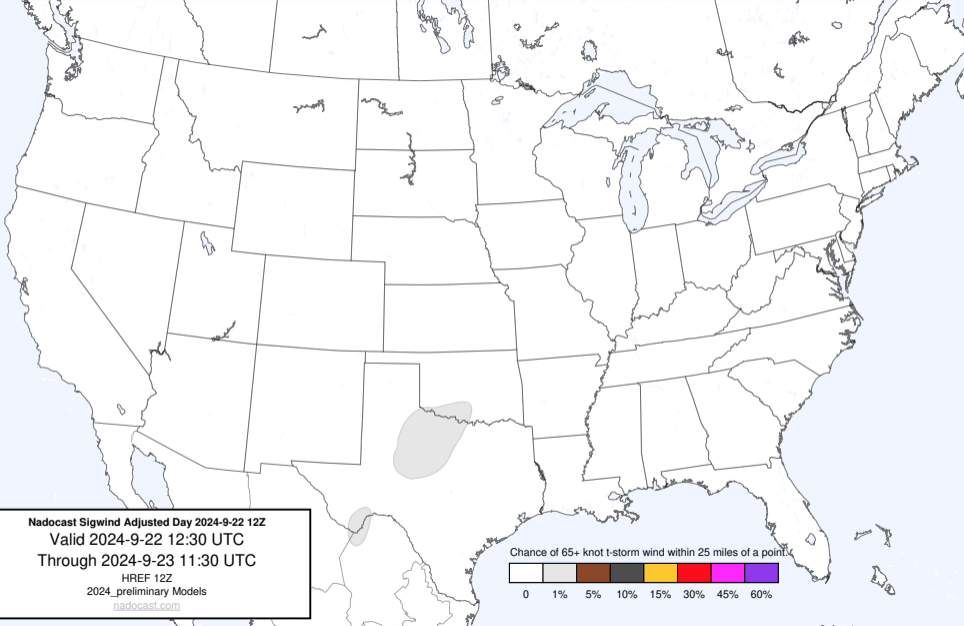 Nadocast Sigwind Adjusted Day 2024-9-22 12Z
Valid 2024-9-22 12:30 UTC
Through 2024-9-23 11:30 UTC
HREF 12Z
2024_preliminary Models
nadocast.com
Chance of 65+ knot t-storm wind within 25 miles of a point.
0 1% 5% 10% 15% 30% 45% 60%